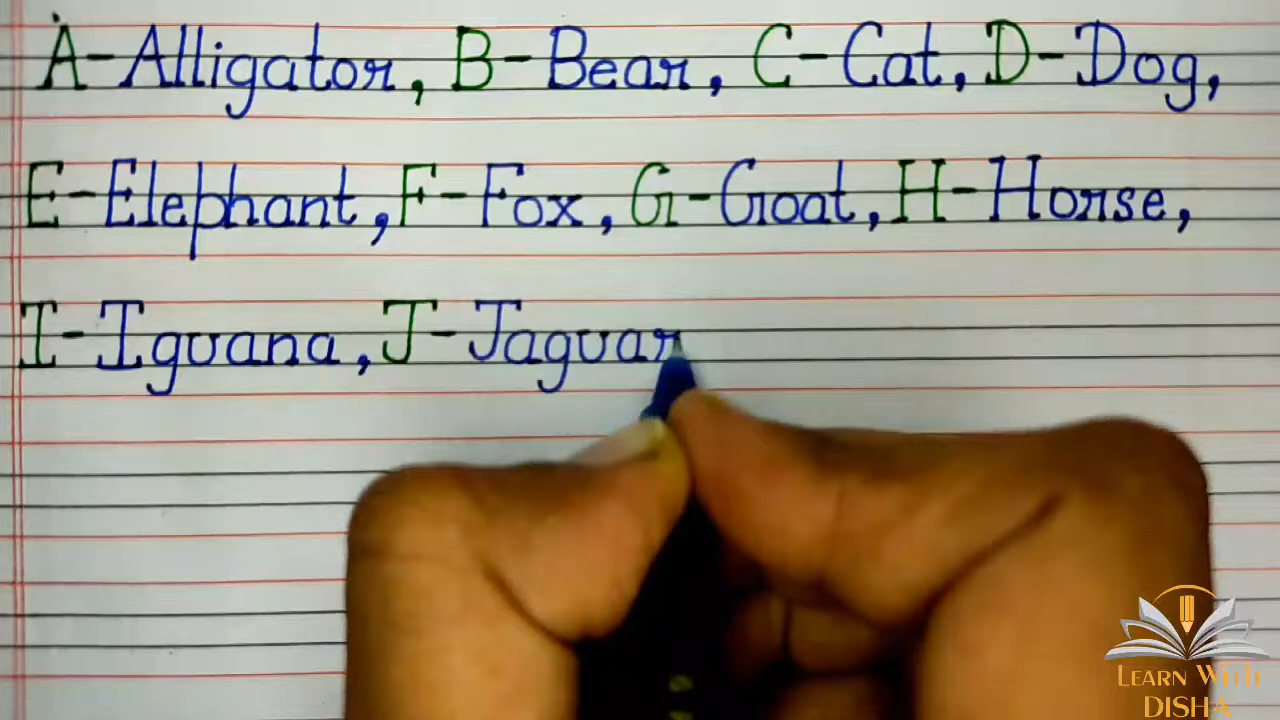 A-Alligator, B-Bear, C-Cat, D-Dog,
E-Elephant, F-Fox, G-Goat, H-Horse,
I-Iguana, J-Jaguar
LEARN WITH
DISHA